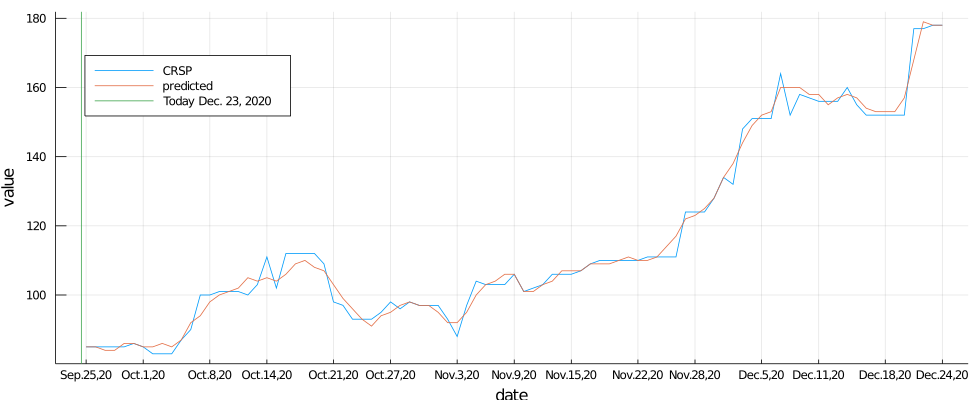 180
160
140
120
100
value
CRSP
predicted
Today Dec. 23, 2020
Sep.25,20 Oct.1,20 Oct.8,20 Oct.14,20 Oct.21,20 Oct.27,20 Nov.3,20 Nov.9,20 Nov.15,20 Nov.22,20 Nov.28,20 Dec.5,20 Dec.11,20 Dec.18,20 Dec.24,20
date